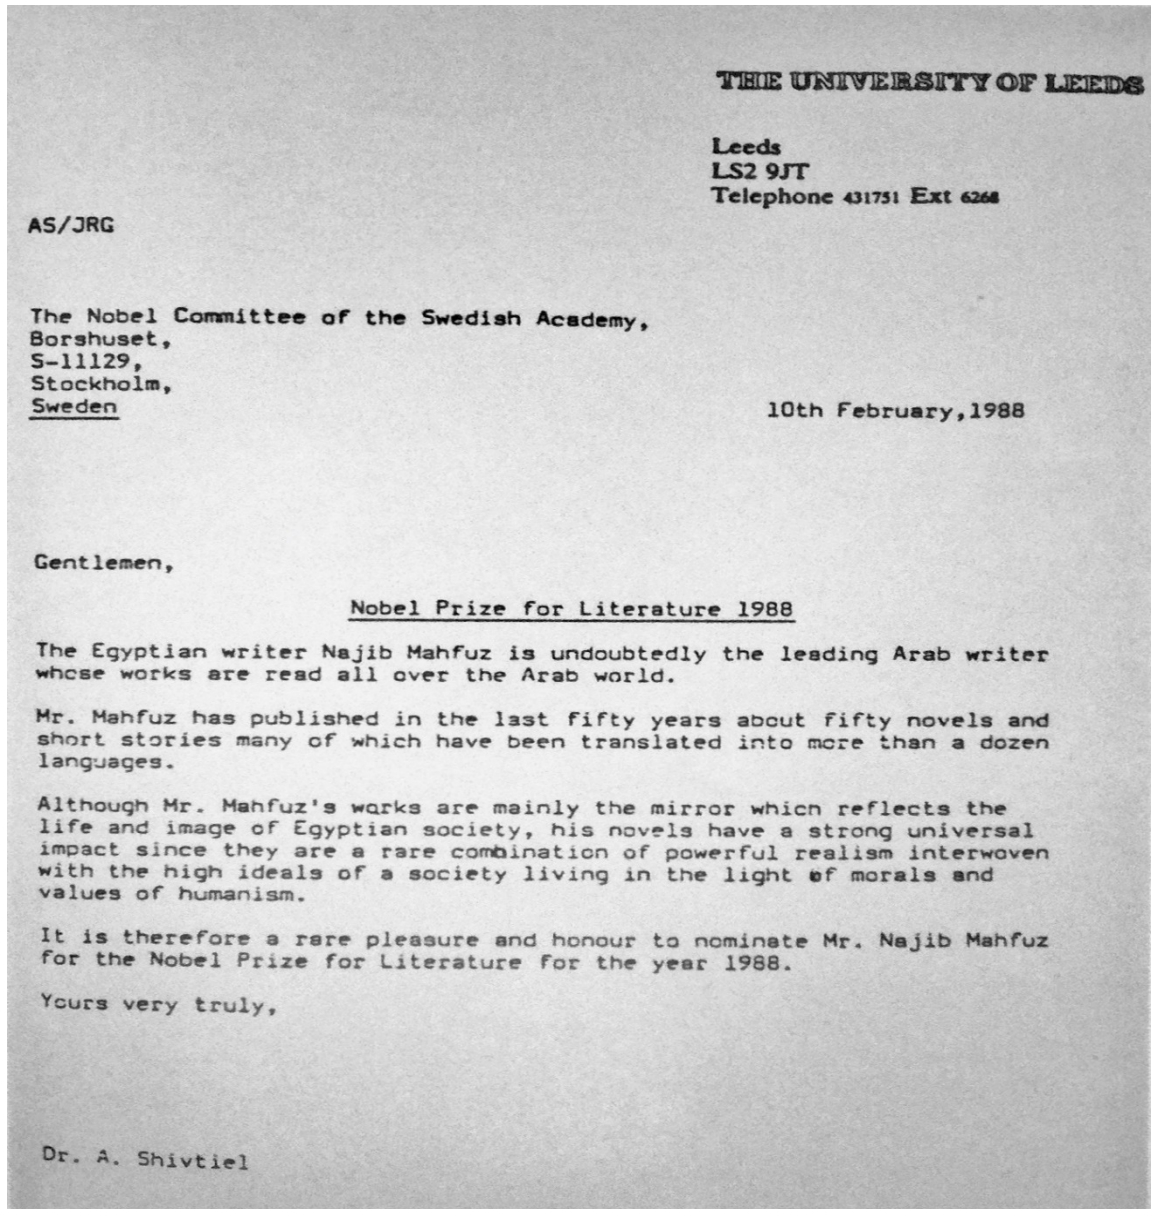 THE UNIVERSITY OF LEEDS
Leeds
LS2 9JT
Telephone 431751 Ext 6268
AS/JRG
The Nobel Committee of the Swedish Academy,
Borshuset,
S-11129,
Stockholm,
Sweden
10th February,1988
Gentlemen,
Nobel Prize for Literature 1988
The Egyptian writer Najib Mahfuz is undoubtedly the leading Arab writer
whose works are read all over the Arab world.
Mr. Mahfuz has published in the last fifty years about fifty novels and
short stories many of which have been translated into more than a dozen
languages.
Although Mr. Mahfuz's works are mainly the mirror which reflects the
life and image of Egyptian society, his novels have a strong universal
impact since they are a rare combination of powerful realism interwoven
with the high ideals of a society living in the light of morals and
values of humanism.
It is therefore a rare pleasure and honour to nominate Mr. Najib Mahfuz
for the Nobel Prize for Literature for the year 1988.
Yours very truly,
Dr. A. Shivtiel